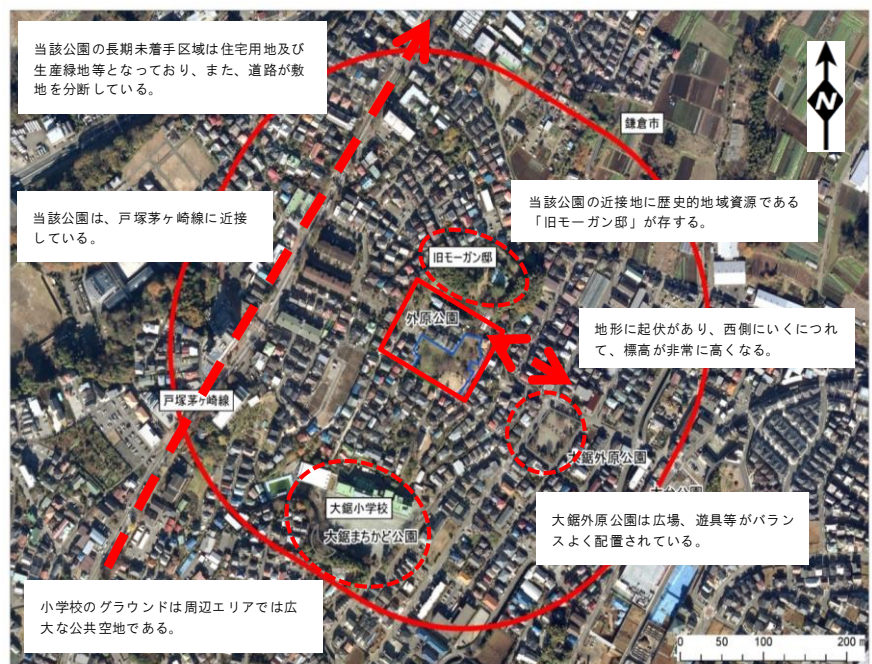 当該公園の長期未着手区域は住宅用地及び
生産緑地等となっており、また、道路が敷
地を分断している。
N
鎌倉市
当該公園は、戸塚茅ヶ崎線に近接
している。
当該公園の近接地に歴史的地域資源である
「旧モーガン邸」が存する。
旧モーガン邸
外原公園
地形に起伏があり、西側にいくにつれ
て、標高が非常に高くなる。
戸塚茅ヶ崎線
大鋸外原公園
大鋸小学校
大鋸まちかど公園
大鋸外原公園は広場、遊具等がバラン
スよく配置されている。
小学校のグラウンドは周辺エリアでは広
大な公共空地である。
0 50 100 200 m